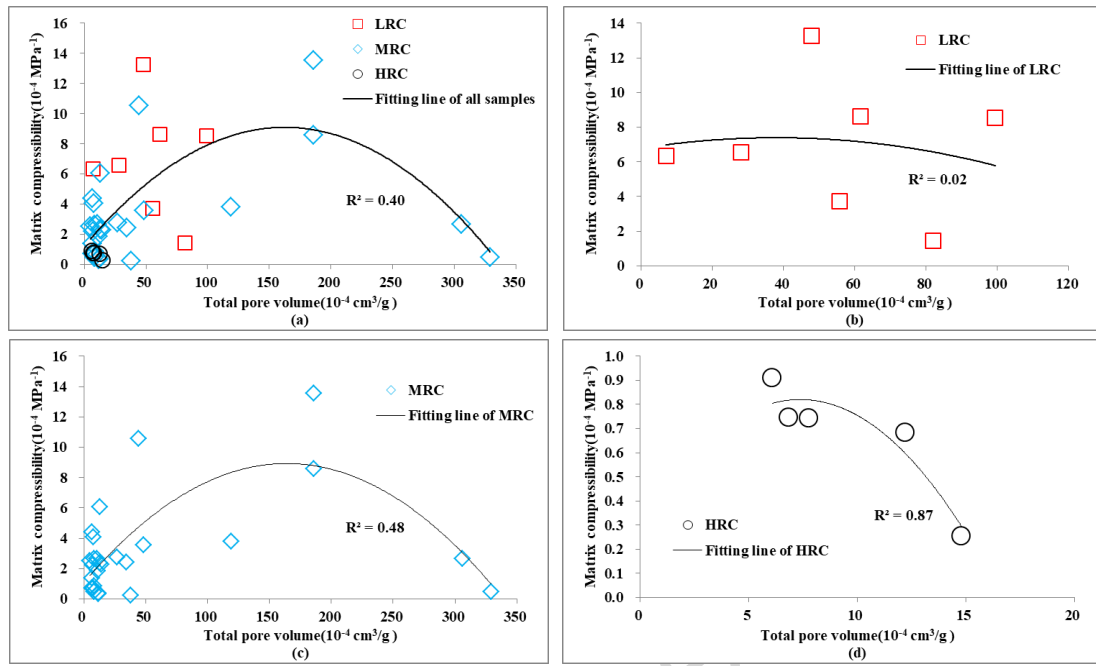 16
14
12
10
8
6
4
2
0
Matrix compressibility(10⁻⁴ MPa⁻¹)
LRC
MRC
HRC
Fitting line of all samples
R² = 0.40
0 50 100 150 200 250 300 350
Total pore volume(10⁻⁴ cm³/g)
(a)
14
12
10
8
6
4
2
0
Matrix compressibility(10⁻⁴ MPa⁻¹)
LRC
Fitting line of LRC
R² = 0.02
0 20 40 60 80 100 120
Total pore volume(10⁻⁴ cm³/g)
(b)
16
14
12
10
8
6
4
2
0
Matrix compressibility(10⁻⁴ MPa⁻¹)
MRC
Fitting line of MRC
R² = 0.48
0 50 100 150 200 250 300 350
Total pore volume(10⁻⁴ cm³/g)
(c)
1.0
0.9
0.8
0.7
0.6
0.5
0.4
0.3
0.2
0.1
0.0
Matrix compressibility(10⁻⁴ MPa⁻¹)
R² = 0.87
HRC
Fitting line of HRC
0 5 10 15 20
Total pore volume(10⁻⁴ cm³/g)
(d)